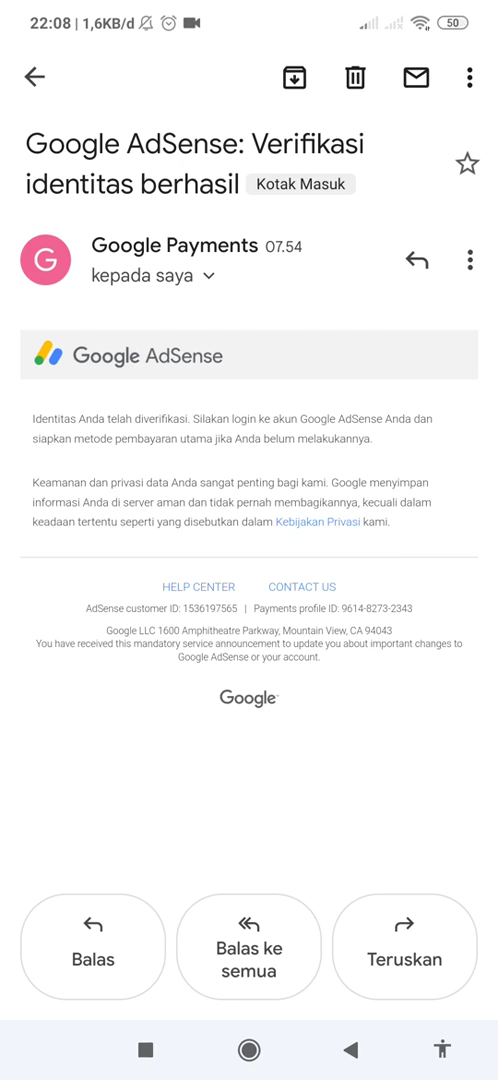 22:08 | 1,6KB/d
50
Google AdSense: Verifikasi
identitas berhasil Kotak Masuk
G
Google Payments 07.54
kepada saya
Google AdSense
Identitas Anda telah diverifikasi. Silakan login ke akun Google AdSense Anda dan
siapkan metode pembayaran utama jika Anda belum melakukannya.
Keamanan dan privasi data Anda sangat penting bagi kami. Google menyimpan
informasi Anda di server aman dan tidak pernah membagikannya, kecuali dalam
keadaan tertentu seperti yang disebutkan dalam Kebijakan Privasi kami.
HELP CENTER CONTACT US
AdSense customer ID: 1536197565 | Payments profile ID: 9614-8273-2343
Google LLC 1600 Amphitheatre Parkway, Mountain View, CA 94043
You have received this mandatory service announcement to update you about important changes to
Google AdSense or your account.
Google
Balas
Balas ke
semua
Teruskan